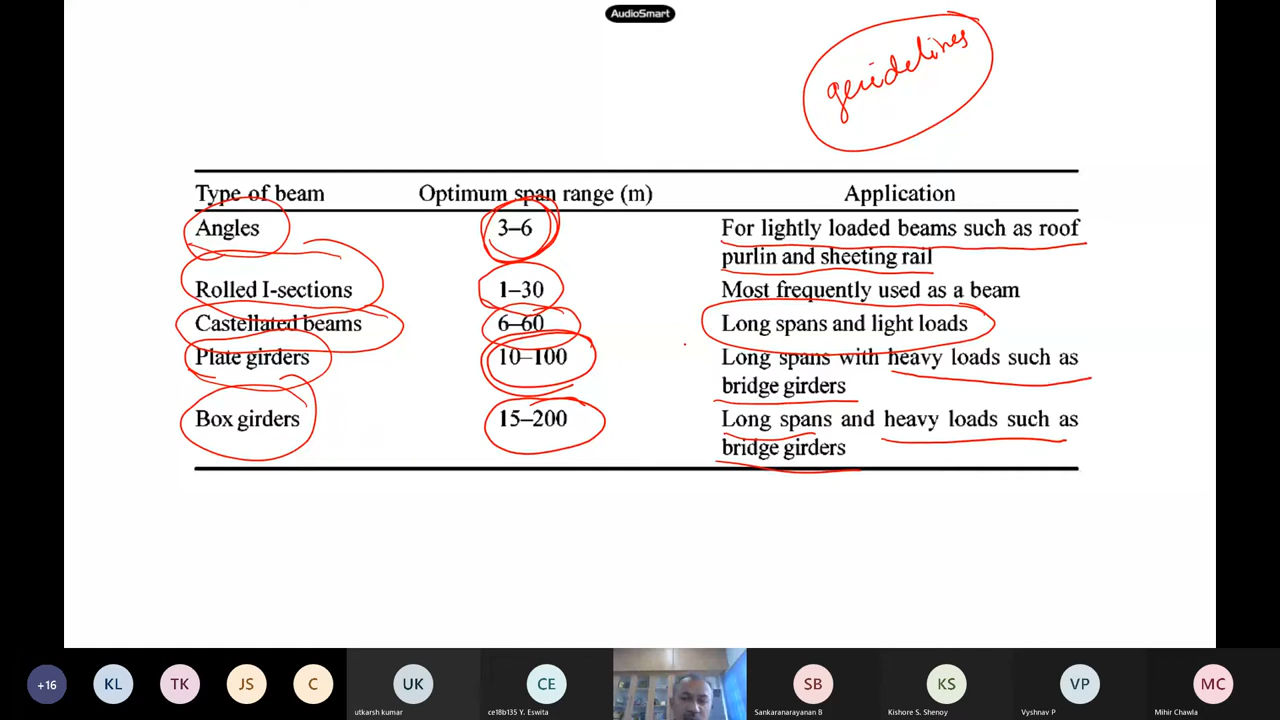 AudioSmart
guidelines
Type of beam Optimum span range (m) Application
Angles 3–6 For lightly loaded beams such as roof
purlin and sheeting rail
Rolled I-sections 1–30 Most frequently used as a beam
Castellated beams 6–60 Long spans and light loads
Plate girders 10–100 Long spans with heavy loads such as
bridge girders
Box girders 15–200 Long spans and heavy loads such as
bridge girders
+16 KL TK JS C UK CE SB KS VP MC
utkarsh kumar ce18b135 Y. Eswita Sankaranarayanan B Kishore S. Shenoy Vyshnav P Mihir Chawla